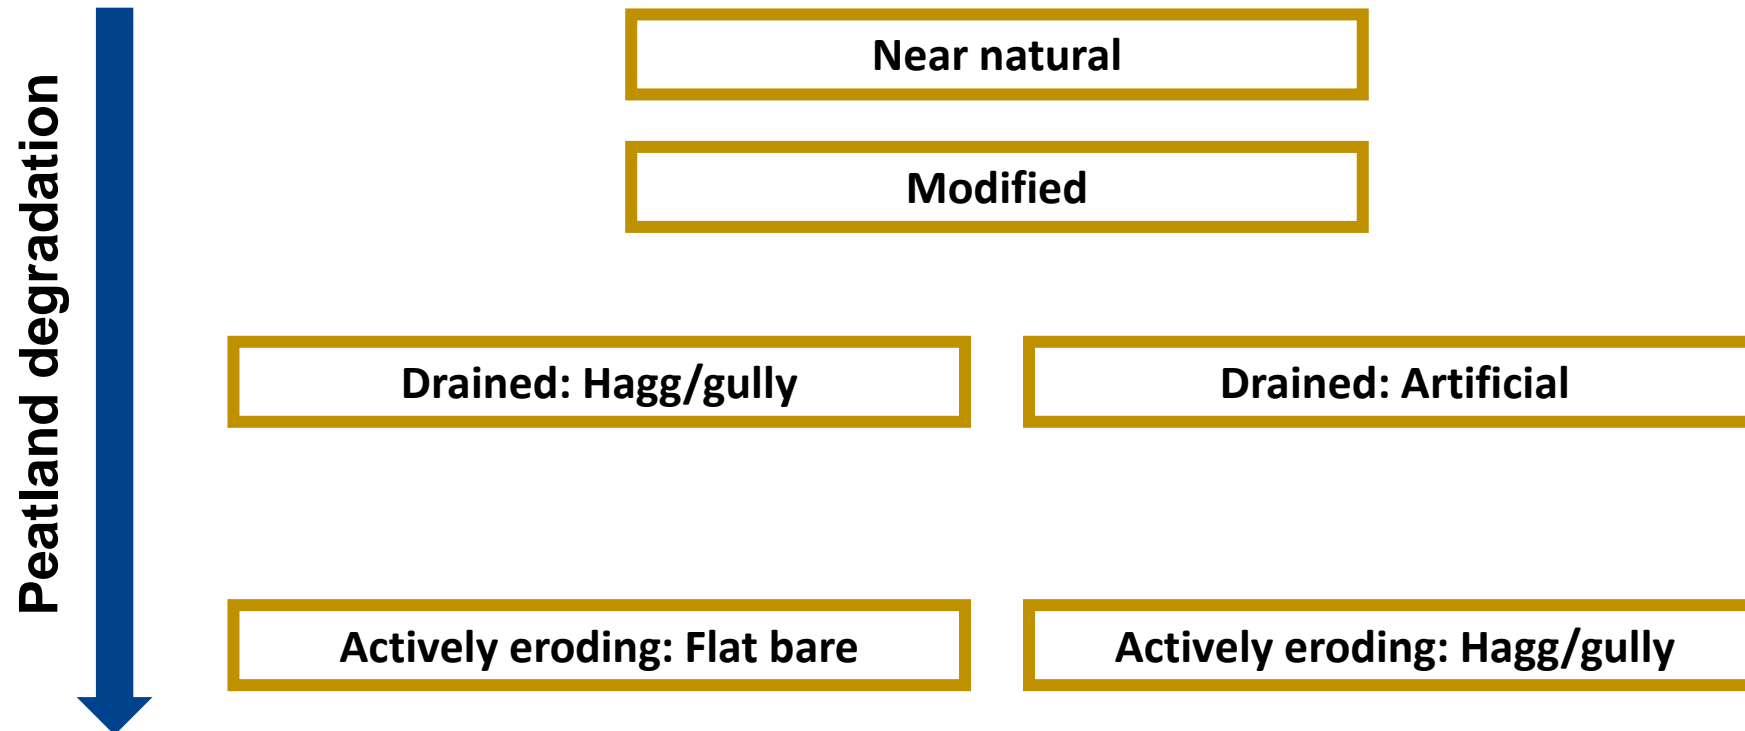 Peatland degradation
Near natural
Modified
Drained: Hagg/gully
Drained: Artificial
Actively eroding: Flat bare
Actively eroding: Hagg/gully